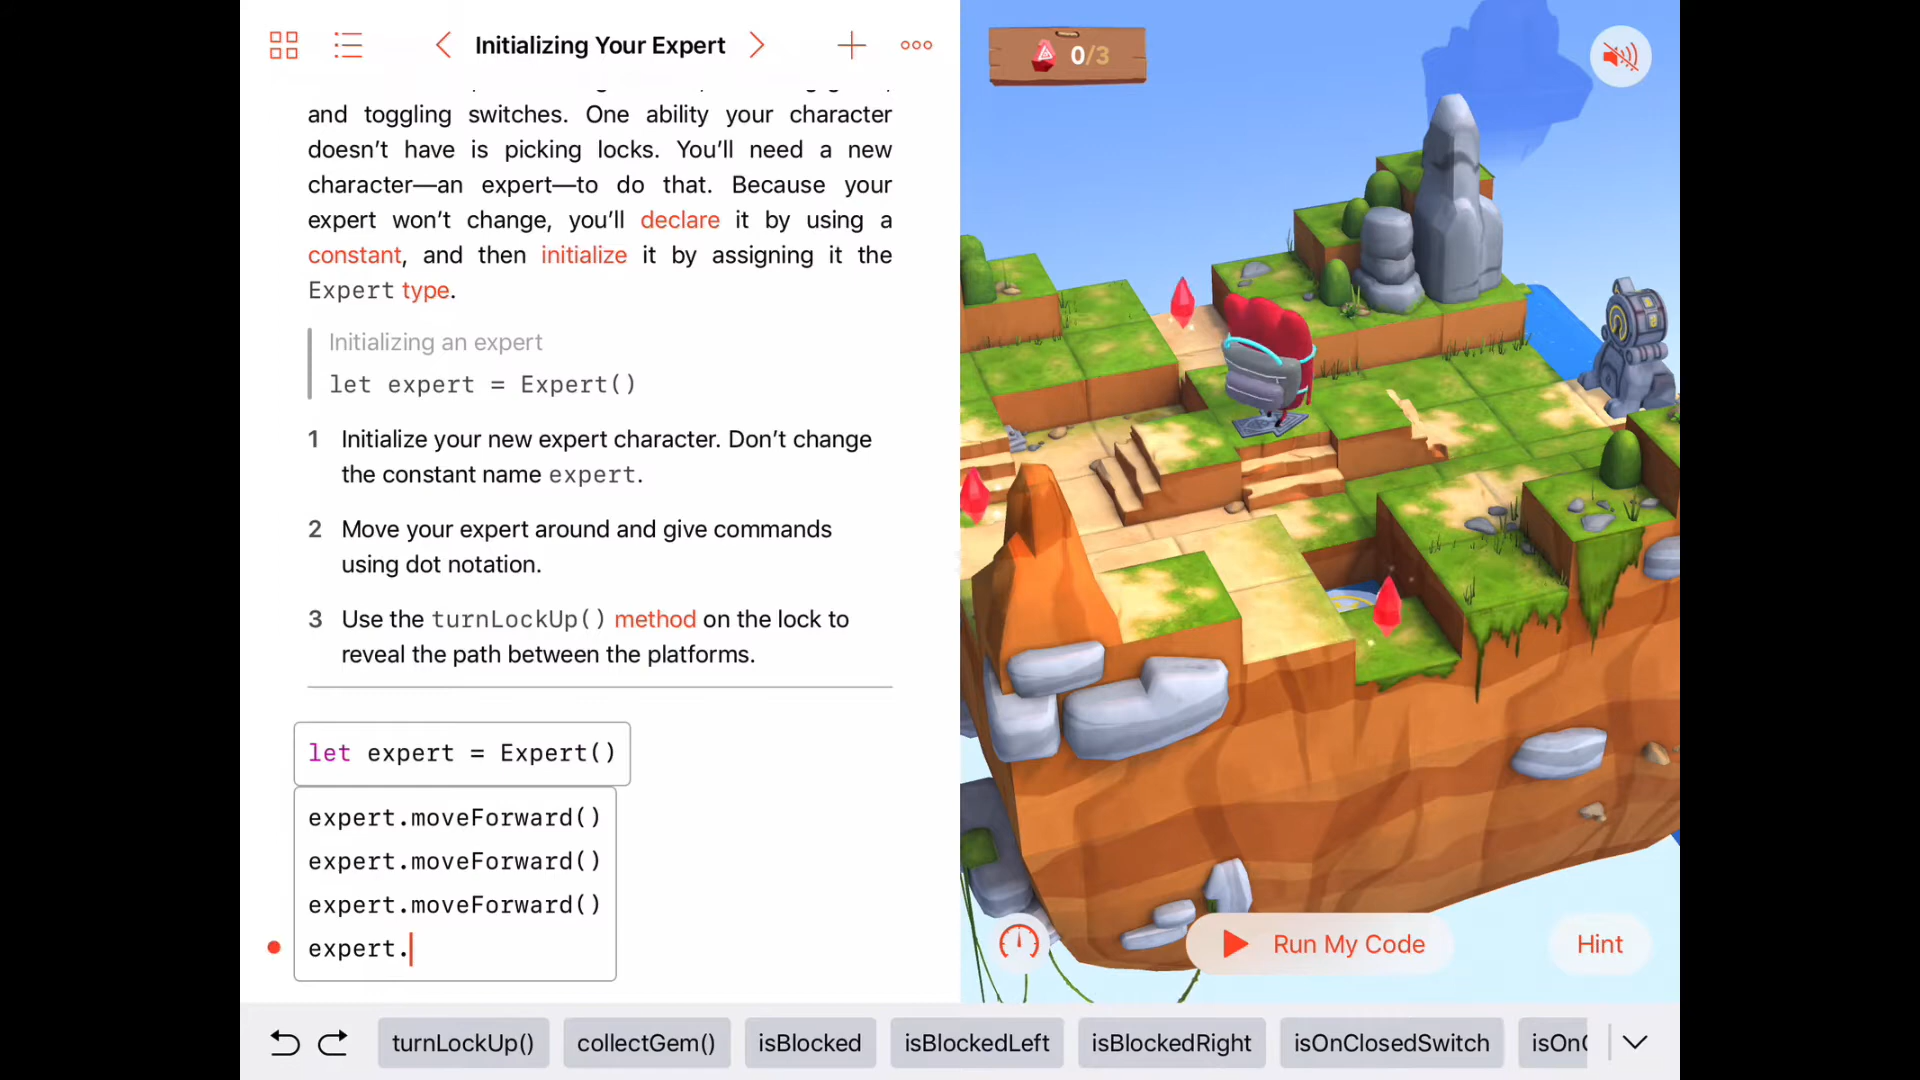 Initializing Your Expert
and toggling switches. One ability your character
doesn’t have is picking locks. You’ll need a new
character—an expert—to do that. Because your
expert won’t change, you’ll declare it by using a
constant, and then initialize it by assigning it the
Expert type.
Initializing an expert
let expert = Expert()
1 Initialize your new expert character. Don’t change
the constant name expert.
2 Move your expert around and give commands
using dot notation.
3 Use the turnLockUp() method on the lock to
reveal the path between the platforms.
let expert = Expert()
expert.moveForward()
expert.moveForward()
expert.moveForward()
expert.
0/3
Run My Code
Hint
turnLockUp() collectGem() isBlocked isBlockedLeft isBlockedRight isOnClosedSwitch